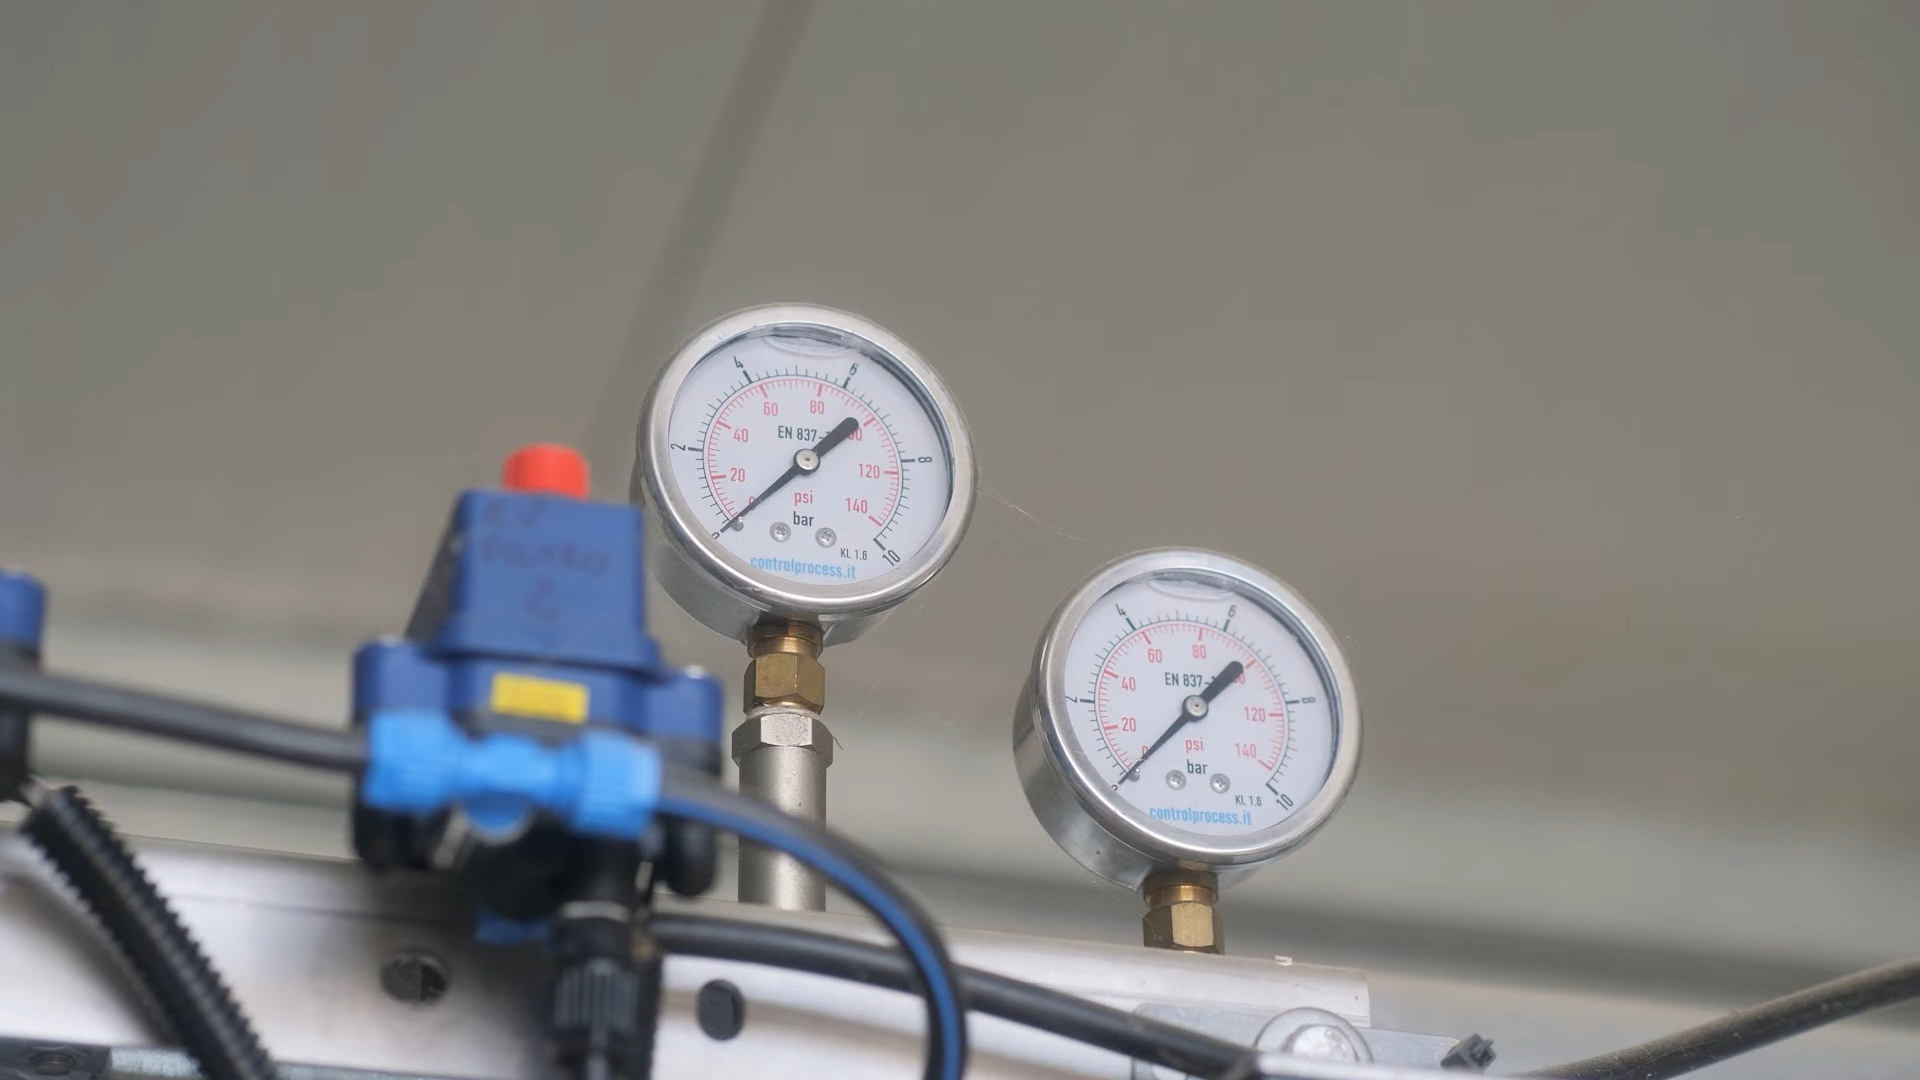 4 6
60 80
EN 837-
2 40 8
20 120
psi 140
bar
0 KL 1.6 10
controlprocess.it
4 6
60 80
EN 837-
2 40 8
20 120
0 psi 140
bar
KL 1.6 10
controlprocess.it